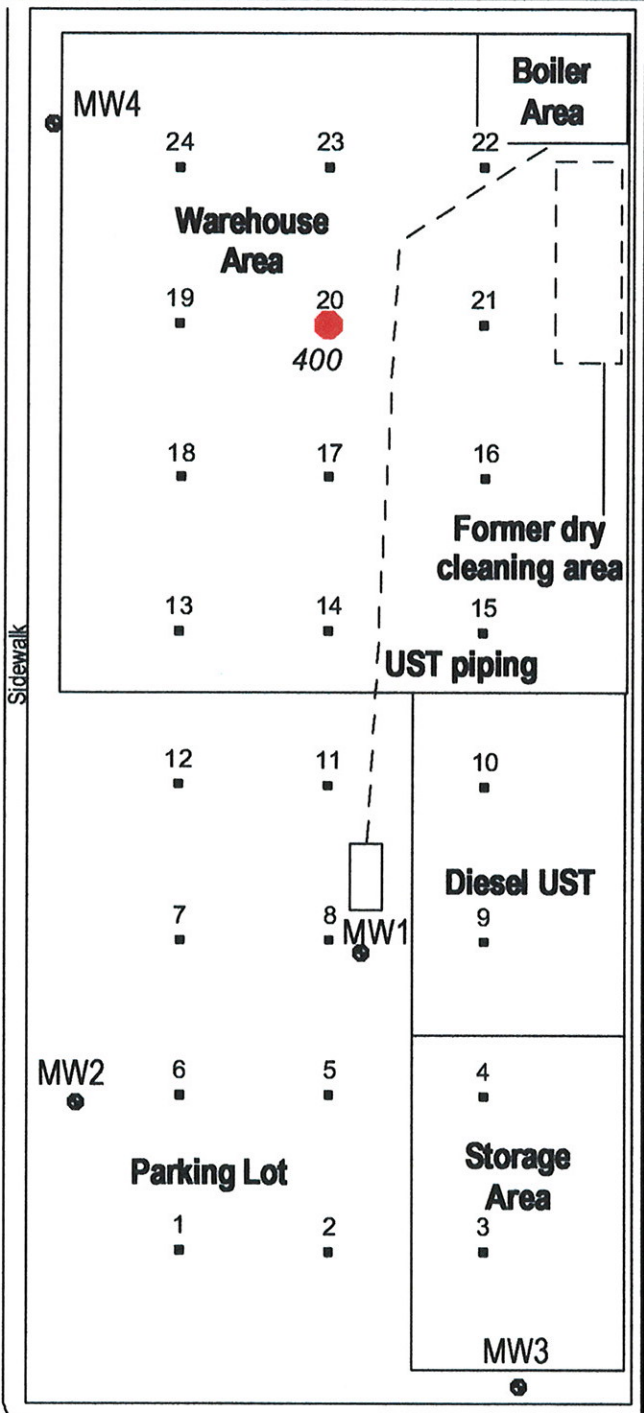 Boiler
Area
MW4
24
23
22
Warehouse
Area
19
20
21
400
18
17
16
Former dry
cleaning area
13
14
15
UST piping
Sidewalk
12
11
10
Diesel UST
7
8
MW1
9
MW2
6
5
4
Parking Lot
Storage
Area
1
2
3
MW3